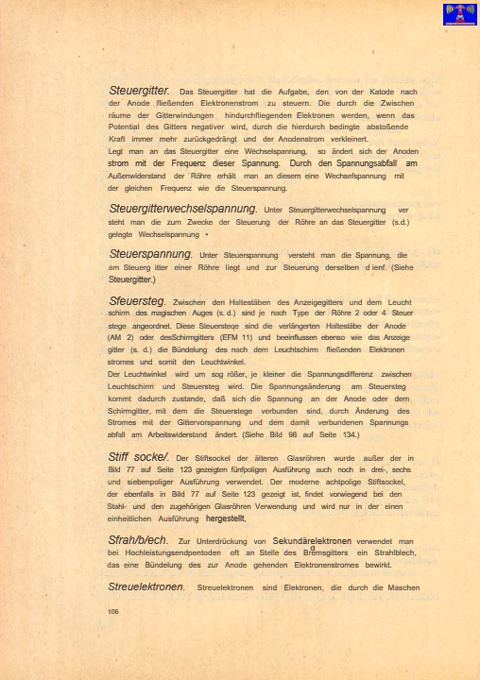 Steuergitter. Das Steuergitter hat die Aufgabe, den von der Katode nach
der Anode fließenden Elektronenstrom zu steuern. Die durch die Zwischen
räume der Gitterwindungen hindurchfliegenden Elektronen werden, wenn das
Potential des Gitters negativer wird, durch die hierdurch bedingte abstoßende
Kraft immer mehr zurückgedrängt und der Anodenstrom verkleinert.
Legt man an das Steuergitter eine Wechselspannung, so ändert sich der Anoden
strom mit der Frequenz dieser Spannung. Durch den Spannungsabfall am
Außenwiderstand der Röhre erhält man an diesem eine Wechsefspannung mit
der gleichen Frequenz wie die Steuerspannung.
Steuergitterwechselspannung. Unter Steuergitterwechselspannung ver
steht man die zum Zwecke der Steuerung der Röhre an das Steuergitter (s.d.)
gelegte Wechselspannung •
Steuerspannung. Unter Steuerspannung versteht man die Spannung, die
am Steuerg itter einer Röhre liegt und zur Steuerung derselben d ienf. (Siehe
Steuergitter.)
Sfeuersteg. Zwischen den Haltestäben des Anzeigegitters und dem Leucht
schirm des magischen Auges (s. d.) sind je nach Type der Röhre 2 oder 4 Steuer
stege angeordnet. Diese Steuerstege sind die verlängerten Haltestäbe der Anode
(AM 2) oder desSchirmgitters (EFM 11) und beeinflussen ebenso wie das Anzeige
gitter (s. d.) die Bündelung des nach dem Leuchtschirm fließenden Elektronen
stromes und somit den Leuchtwinkel.
Der Leuchtwinkel wird um sog rößer, je kleiner die Spannungsdifferenz zwischen
Leuchtschirm und Steuersteg wird. Die Spannungsänderung am Steuersteg
kommt dadurch zustande, daß sich die Spannung an der Anode oder dem
Schirmgitter, mit dem die Steuerstege verbunden sind, durch Änderung des
Stromes mit der Gittervorspannung und dem damit verbundenen Spannungs
abfall am Arbeitswiderstand ändert. (Siehe Bild 98 auf Seite 134.)
Stiff socke/. Der Stiftsockel der älteren Glasröhren wurde außer der in
Bild 77 auf Seite 123 gezeigten fünfpoligen Ausführung auch noch in drei-, sechs
und siebenpoliger Ausführung verwendet. Der moderne achtpolige Stiftsockel,
der ebenfalls in Bild 77 auf Seite 123 gezeigt ist, findet vorwiegend bei den
Stahl- und den zugehörigen Glasröhren Verwendung und wird nur in der einen
einheitlichen Ausführung hergestellt,
Sfrah/b/ech. Zur Unterdrückung von Sekundärelektronen verwendet man
bei Hochleistungsendpentoden oft an Stelle des Bremsgitters ein Strahlblech,
das eine Bündelung des zur Anode gehenden Elektronenstromes bewirkt.
Streuelektronen. Streuelektronen sind Elektronen, die durch die Maschen
106